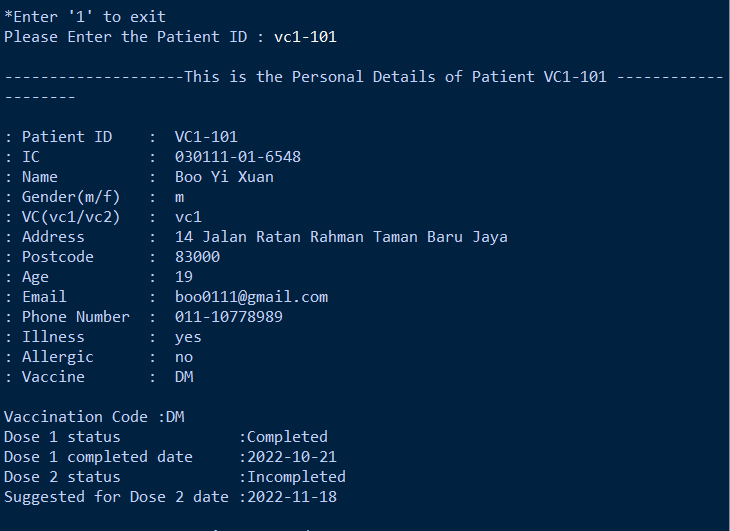 *Enter '1' to exit
Please Enter the Patient ID : vc1-101
--------------------This is the Personal Details of Patient VC1-101 ------------
--------
: Patient ID    :  VC1-101
: IC            :  030111-01-6548
: Name          :  Boo Yi Xuan
: Gender(m/f)   :  m
: VC(vc1/vc2)   :  vc1
: Address       :  14 Jalan Ratan Rahman Taman Baru Jaya
: Postcode      :  83000
: Age           :  19
: Email         :  boo0111@gmail.com
: Phone Number  :  011-10778989
: Illness       :  yes
: Allergic      :  no
: Vaccine       :  DM
Vaccination Code :DM
Dose 1 status             :Completed
Dose 1 completed date     :2022-10-21
Dose 2 status             :Incompleted
Suggested for Dose 2 date :2022-11-18